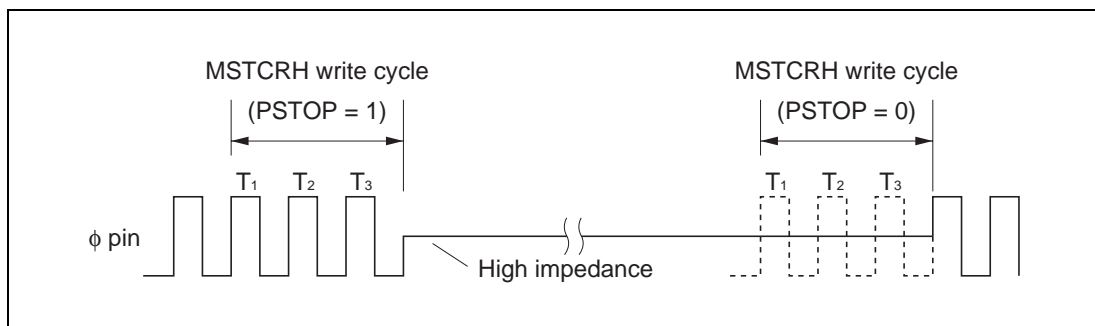 MSTCRH write cycle
(PSTOP = 1)
MSTCRH write cycle
(PSTOP = 0)
T1 T2 T3
T1 T2 T3
φ pin
High impedance